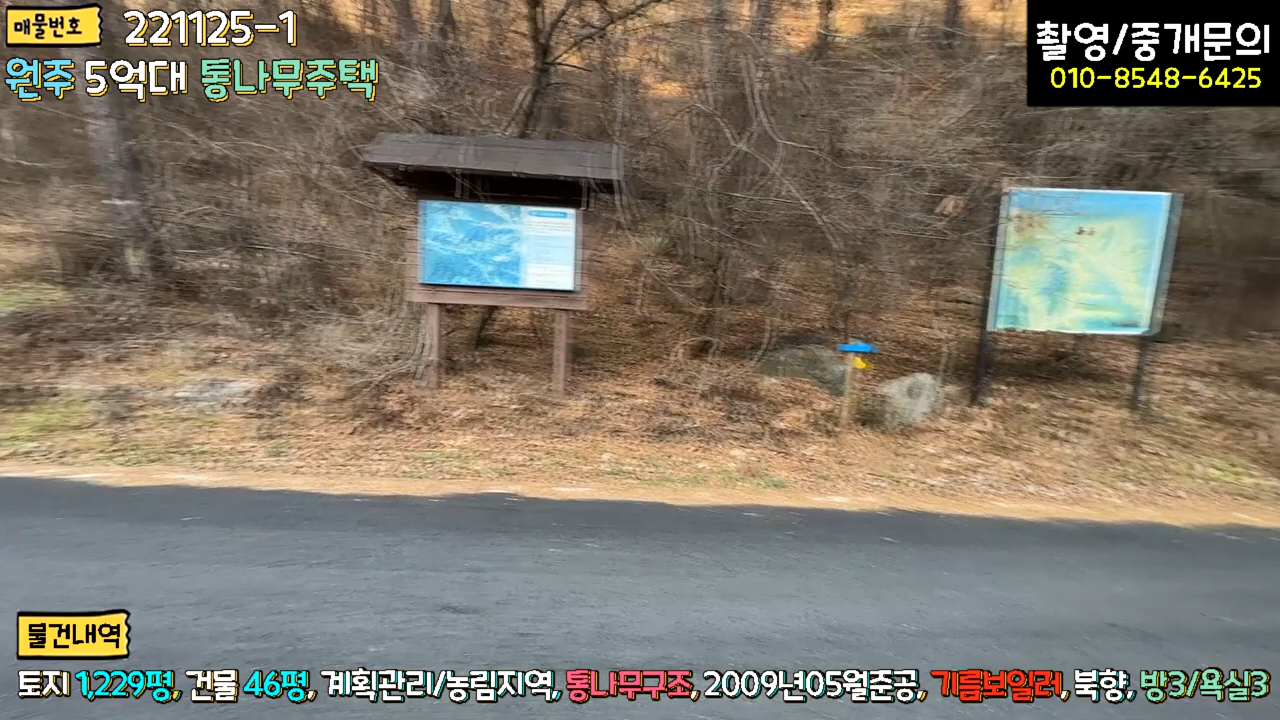 매물번호 221125-1
원주 5억대 통나무주택
촬영/중개문의
010-8548-6425
물건내역
토지 1,229평, 건물 46평, 계획관리/농림지역, 통나무구조, 2009년05월준공, 기름보일러, 북향, 방3/욕실3